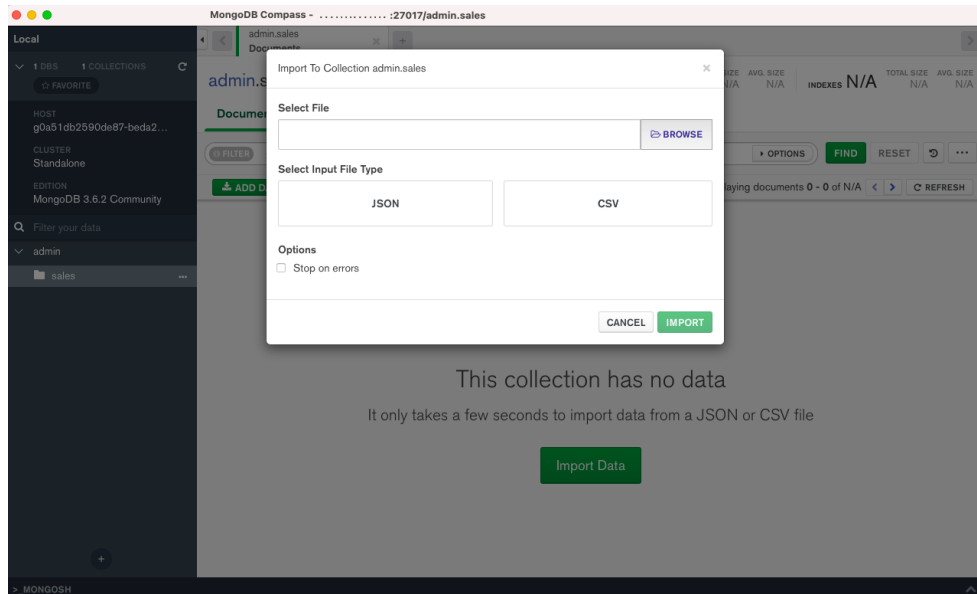 MongoDB Compass - .............. :27017/admin.sales
Local
1 DBS 1 COLLECTIONS
☆ FAVORITE
HOST
g0a51db2590de87-beda2...
CLUSTER
Standalone
EDITION
MongoDB 3.6.2 Community
Filter your data
admin
sales ...
+
> MONGOSH
admin.sales
Documents
+
admin.s
SIZE AVG. SIZE
N/A N/A
INDEXES N/A
TOTAL SIZE AVG. SIZE
N/A N/A
Documen
FILTER
OPTIONS
FIND
RESET
...
ADD D
aying documents 0 - 0 of N/A < > REFRESH
Import To Collection admin.sales ×
Select File
BROWSE
Select Input File Type
JSON CSV
Options
Stop on errors
CANCEL IMPORT
This collection has no data
It only takes a few seconds to import data from a JSON or CSV file
Import Data